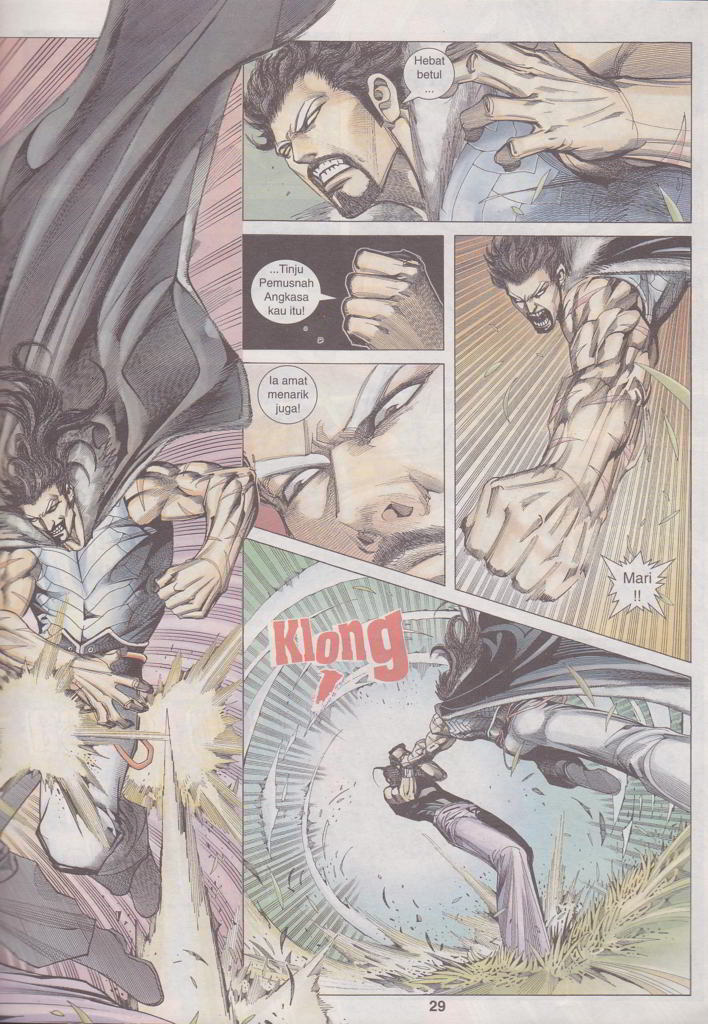 Hebat
betul
...
...Tinju
Pemusnah
Angkasa
kau itu!
Ia amat
menarik
juga!
Mari
!!
Klong
!
29